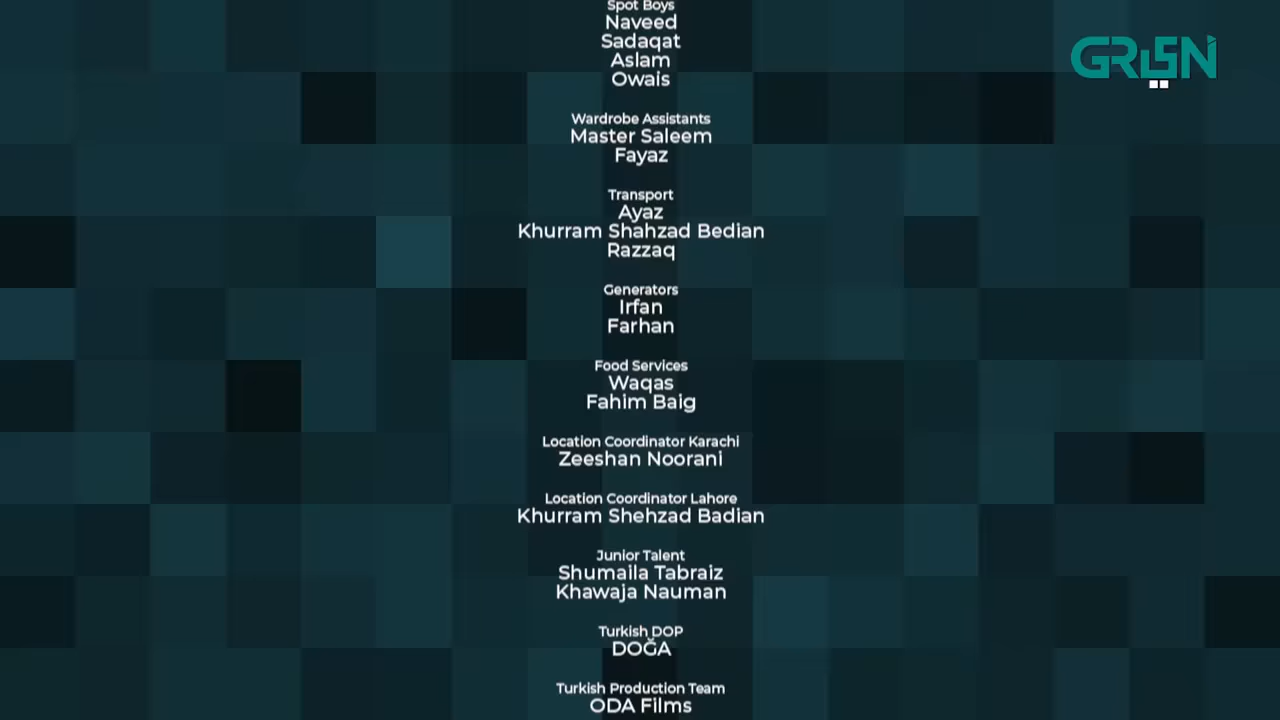 Spot Boys
Naveed
Sadaqat
Aslam
Owais
Wardrobe Assistants
Master Saleem
Fayaz
Transport
Ayaz
Khurram Shahzad Bedian
Razzaq
Generators
Irfan
Farhan
Food Services
Waqas
Fahim Baig
Location Coordinator Karachi
Zeeshan Noorani
Location Coordinator Lahore
Khurram Shehzad Badian
Junior Talent
Shumaila Tabraiz
Khawaja Nauman
Turkish DOP
DOĞA
Turkish Production Team
ODA Films
GREEN